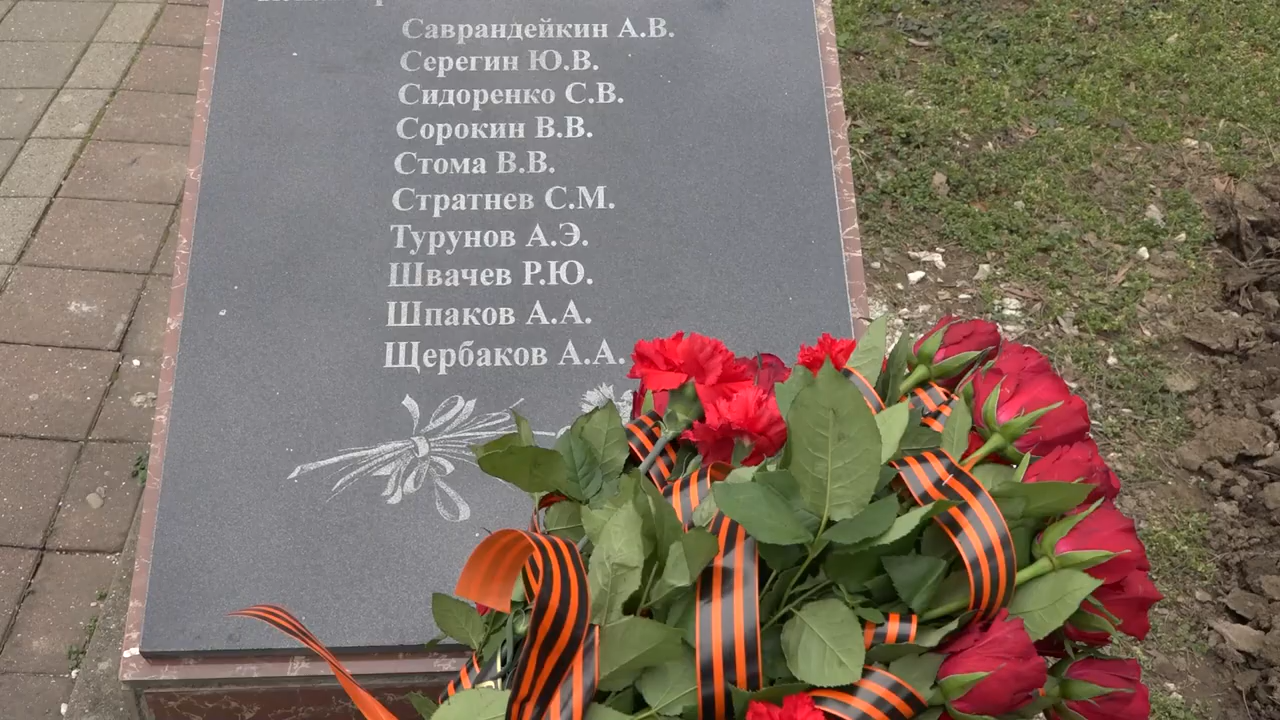 Саврандейкин А.В.
Серегин Ю.В.
Сидоренко С.В.
Сорокин В.В.
Стома В.В.
Стратнев С.М.
Турунов А.Э.
Швачев Р.Ю.
Шпаков А.А.
Щербаков А.А.